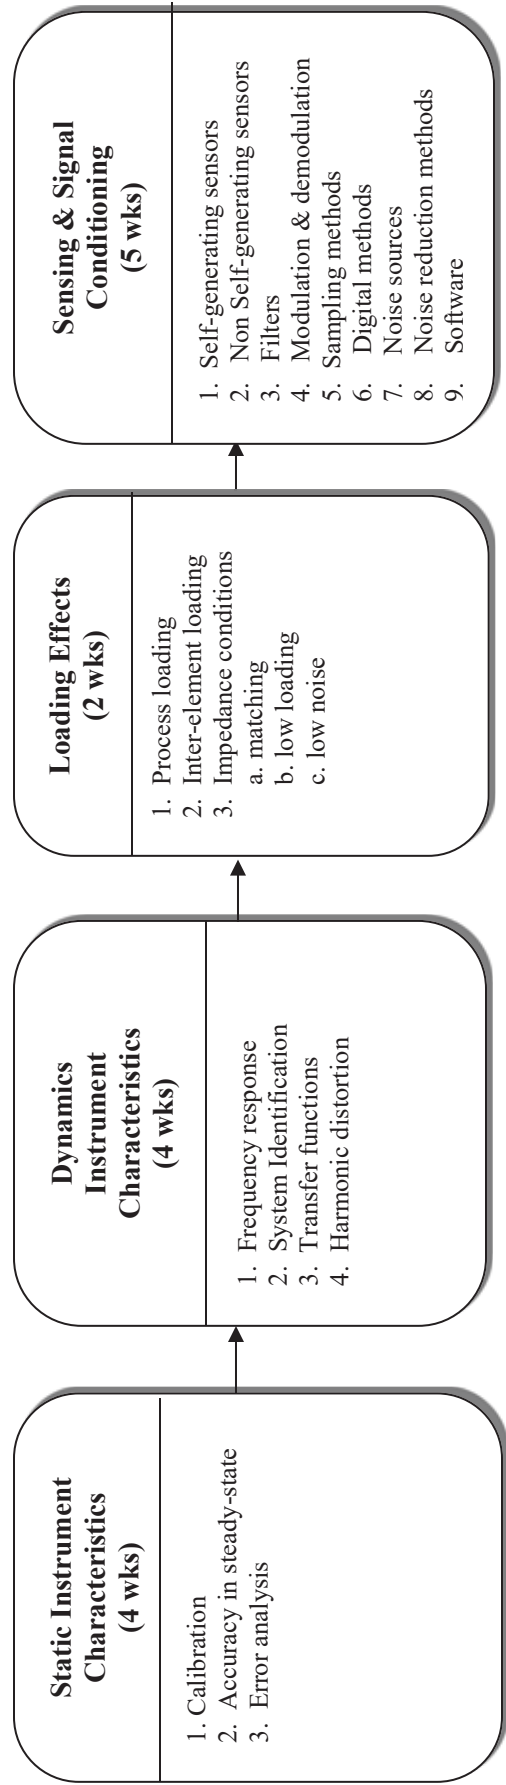 Static Instrument
Characteristics
(4 wks)
1. Calibration
2. Accuracy in steady-state
3. Error analysis
Dynamics
Instrument
Characteristics
(4 wks)
1. Frequency response
2. System Identification
3. Transfer functions
4. Harmonic distortion
Loading Effects
(2 wks)
1. Process loading
2. Inter-element loading
3. Impedance conditions
a. matching
b. low loading
c. low noise
Sensing & Signal
Conditioning
(5 wks)
1. Self-generating sensors
2. Non Self-generating sensors
3. Filters
4. Modulation & demodulation
5. Sampling methods
6. Digital methods
7. Noise sources
8. Noise reduction methods
9. Software